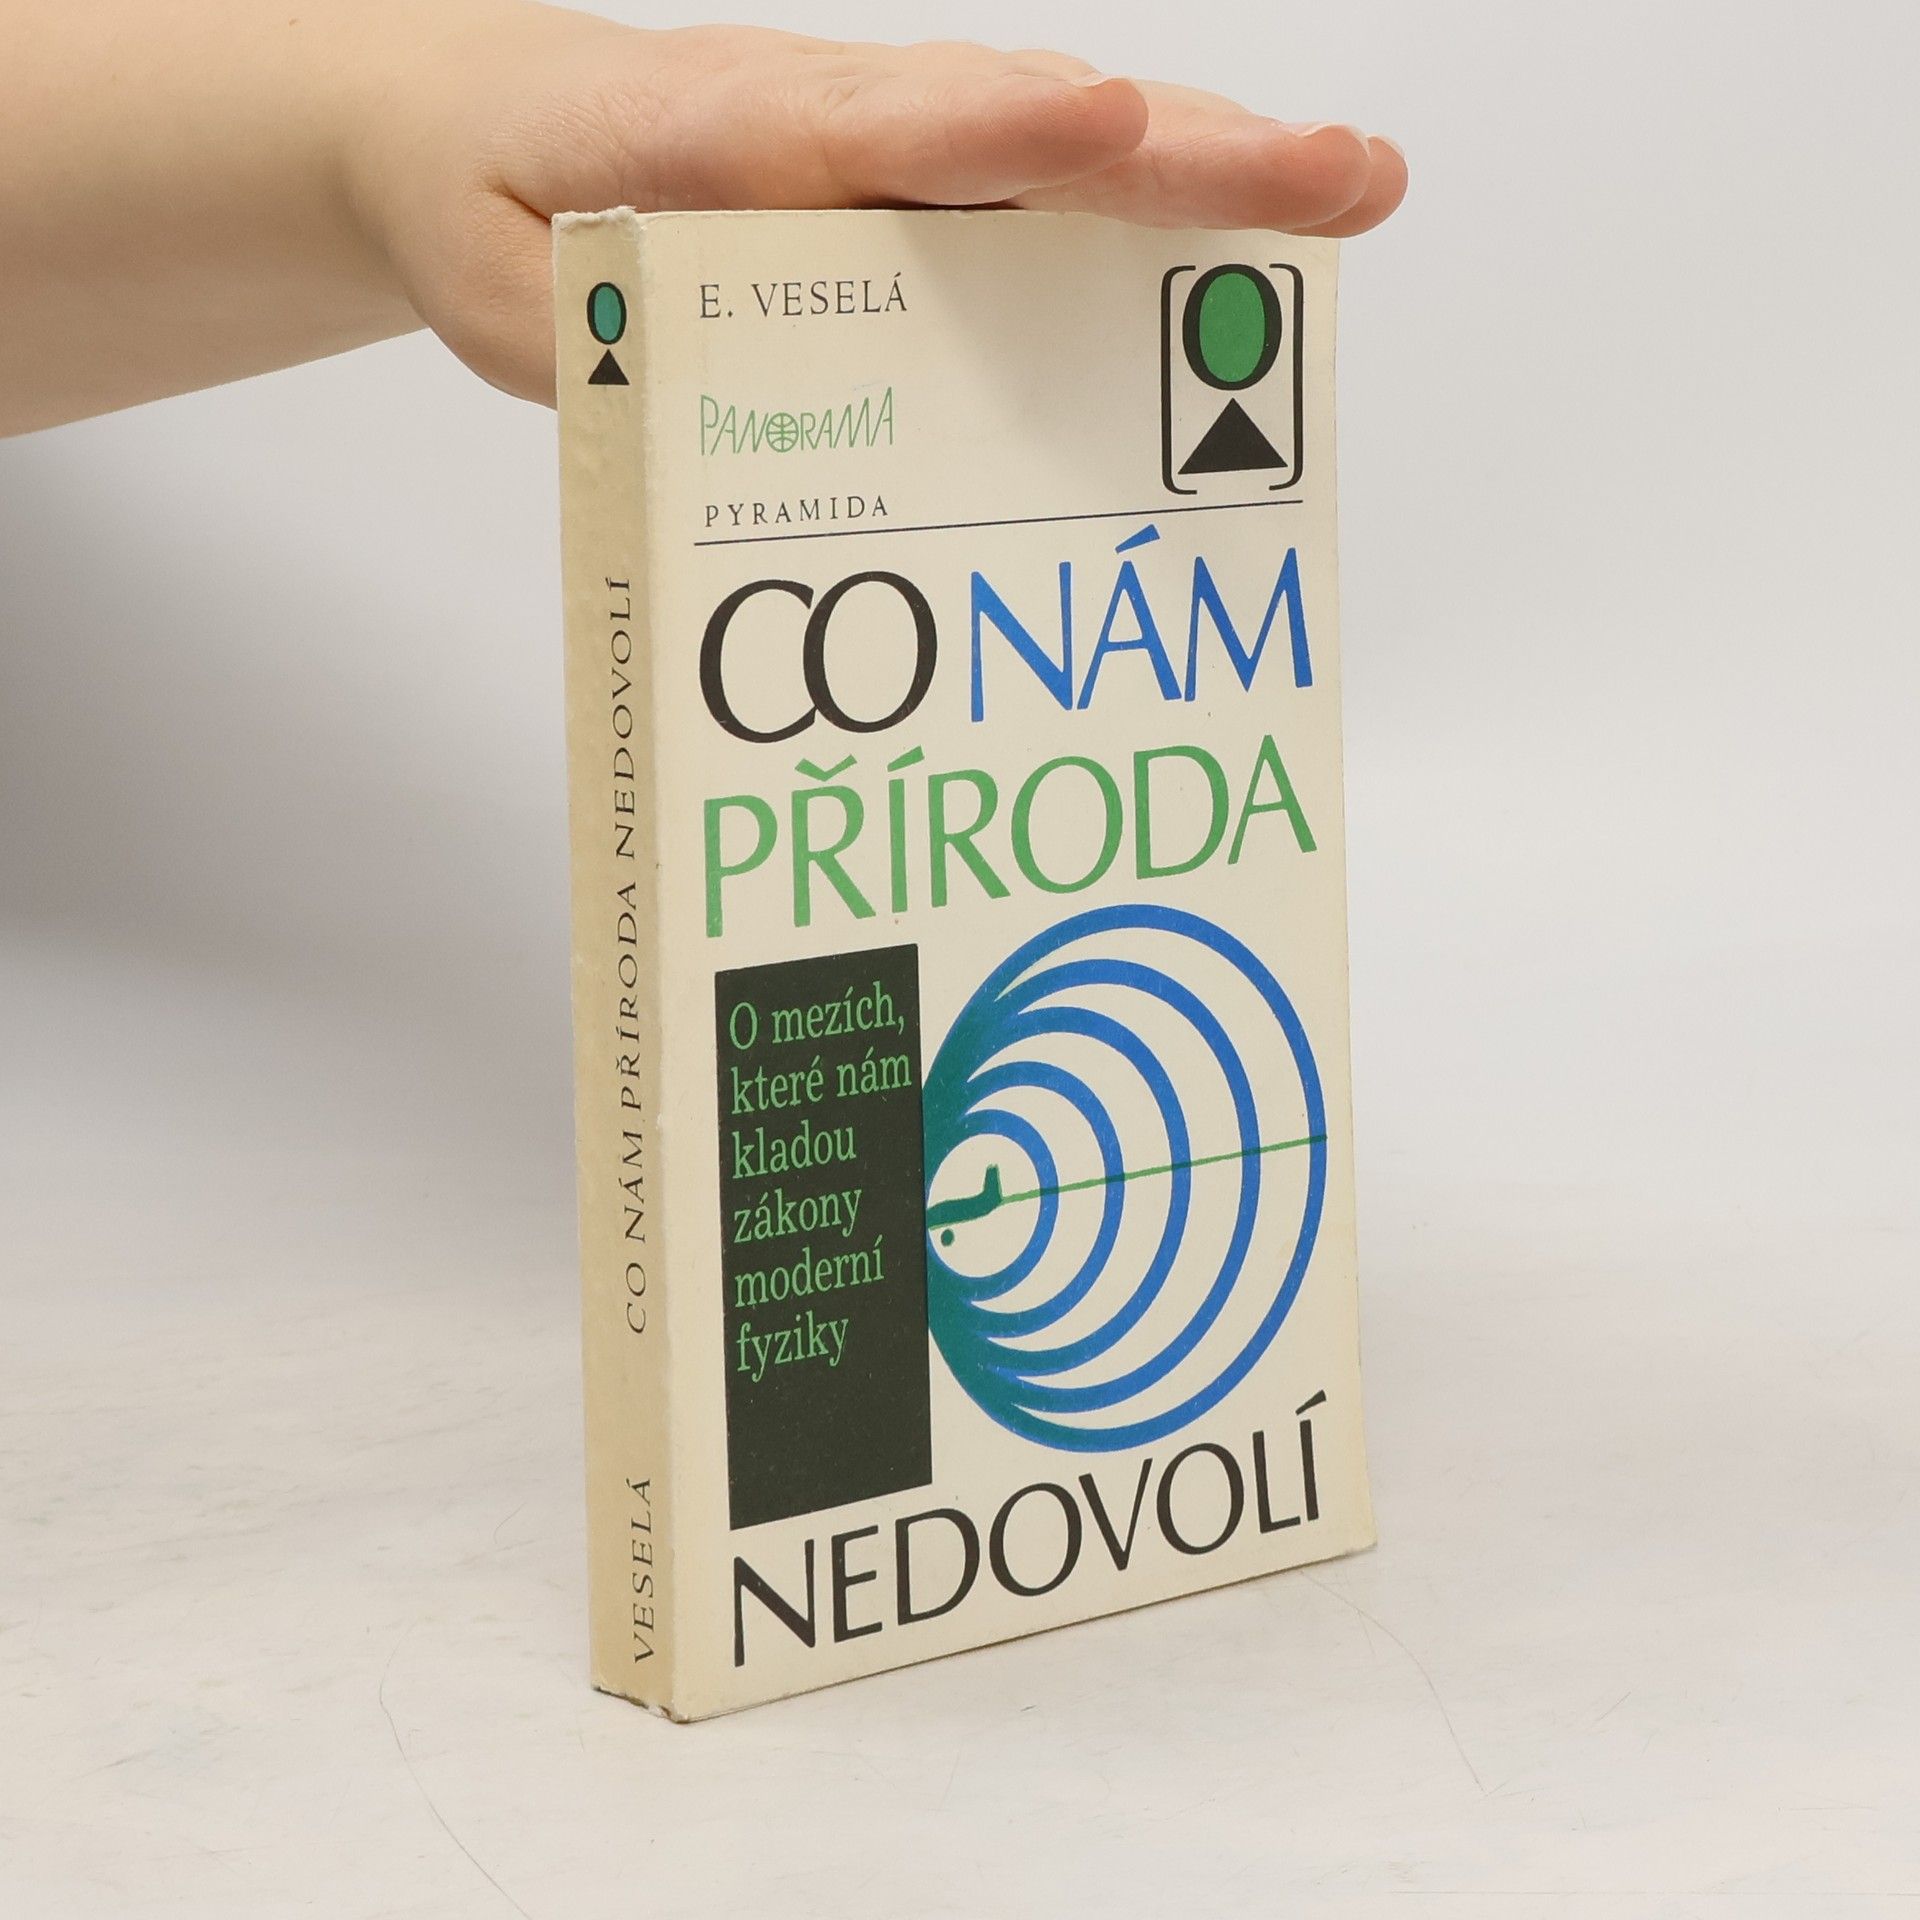 E. VESELÁ
PANORAMA
PYRAMIDA
CO NÁM
PŘÍRODA
O mezích,
které nám
kladou
zákony
moderní
fyziky
NEDOVOLÍ
VESELÁ CO NÁM PŘÍRODA NEDOVOLÍ